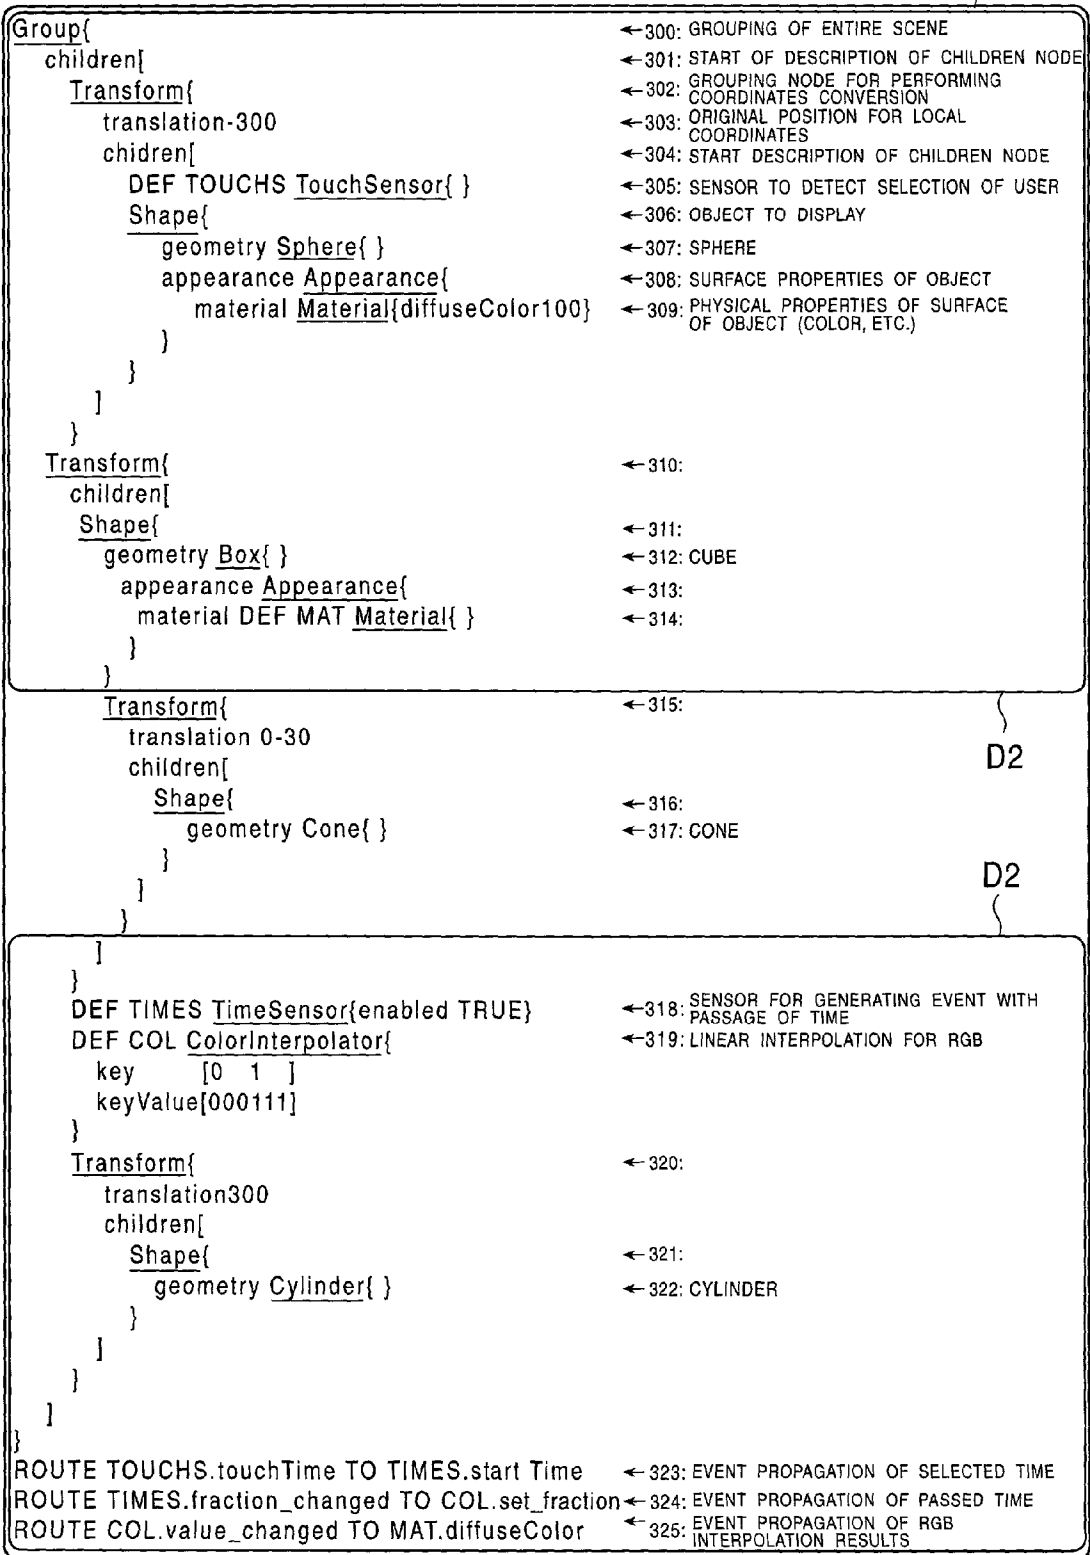 Group{ ←300: GROUPING OF ENTIRE SCENE
children[ ←301: START OF DESCRIPTION OF CHILDREN NODE
Transform{ ←302: GROUPING NODE FOR PERFORMING
COORDINATES CONVERSION
translation-300 ←303: ORIGINAL POSITION FOR LOCAL
COORDINATES
chidren[ ←304: START DESCRIPTION OF CHILDREN NODE
DEF TOUCHS TouchSensor{ } ←305: SENSOR TO DETECT SELECTION OF USER
Shape{ ←306: OBJECT TO DISPLAY
geometry Sphere{ } ←307: SPHERE
appearance Appearance{ ←308: SURFACE PROPERTIES OF OBJECT
material Material{diffuseColor100} ←309: PHYSICAL PROPERTIES OF SURFACE
OF OBJECT (COLOR, ETC.)
}
}
]
}
Transform{ ←310:
children[
Shape{ ←311:
geometry Box{ } ←312: CUBE
appearance Appearance{ ←313:
material DEF MAT Material{ } ←314:
}
}
Transform{ ←315:
translation 0-30
D2
children[
Shape{ ←316:
geometry Cone{ } ←317: CONE
}
D2
]
}
]
}
DEF TIMES TimeSensor{enabled TRUE} ←318: SENSOR FOR GENERATING EVENT WITH
PASSAGE OF TIME
DEF COL ColorInterpolator{ ←319: LINEAR INTERPOLATION FOR RGB
key [0 1 ]
keyValue[000111]
}
Transform{ ←320:
translation300
children[
Shape{ ←321:
geometry Cylinder{ } ←322: CYLINDER
}
]
}
]
}
ROUTE TOUCHS.touchTime TO TIMES.start Time ←323: EVENT PROPAGATION OF SELECTED TIME
ROUTE TIMES.fraction_changed TO COL.set_fraction ←324: EVENT PROPAGATION OF PASSED TIME
ROUTE COL.value_changed TO MAT.diffuseColor ←325: EVENT PROPAGATION OF RGB
INTERPOLATION RESULTS